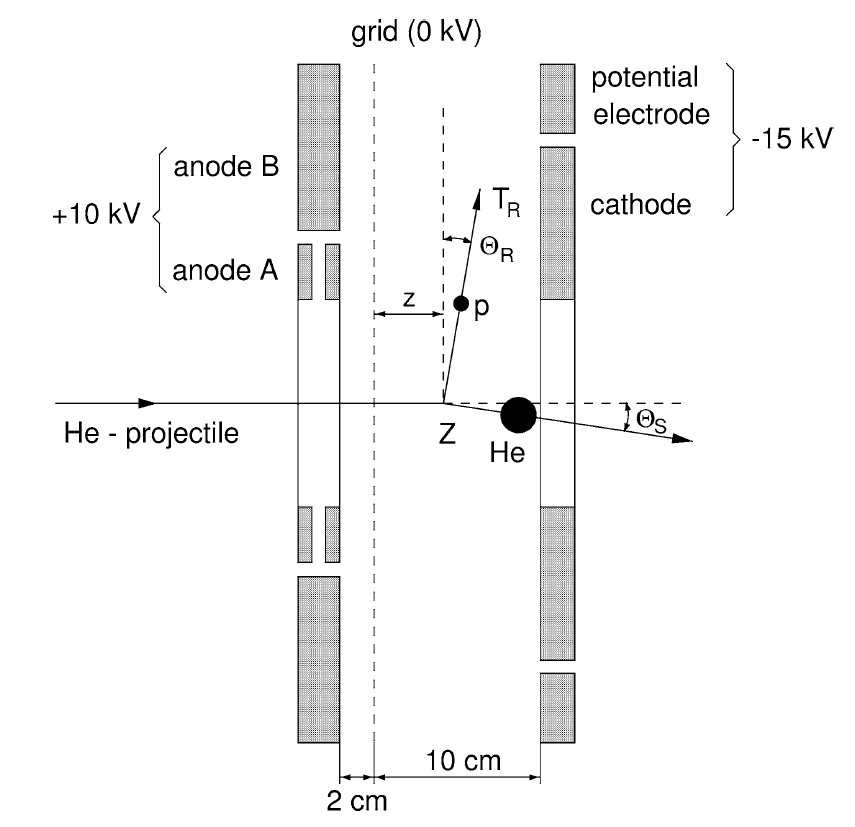 grid (0 kV)
potential
electrode
-15 kV
anode B
+10 kV
cathode
anode A
T_R
Θ_R
z
p
He - projectile
Z
He
Θ_S
10 cm
2 cm